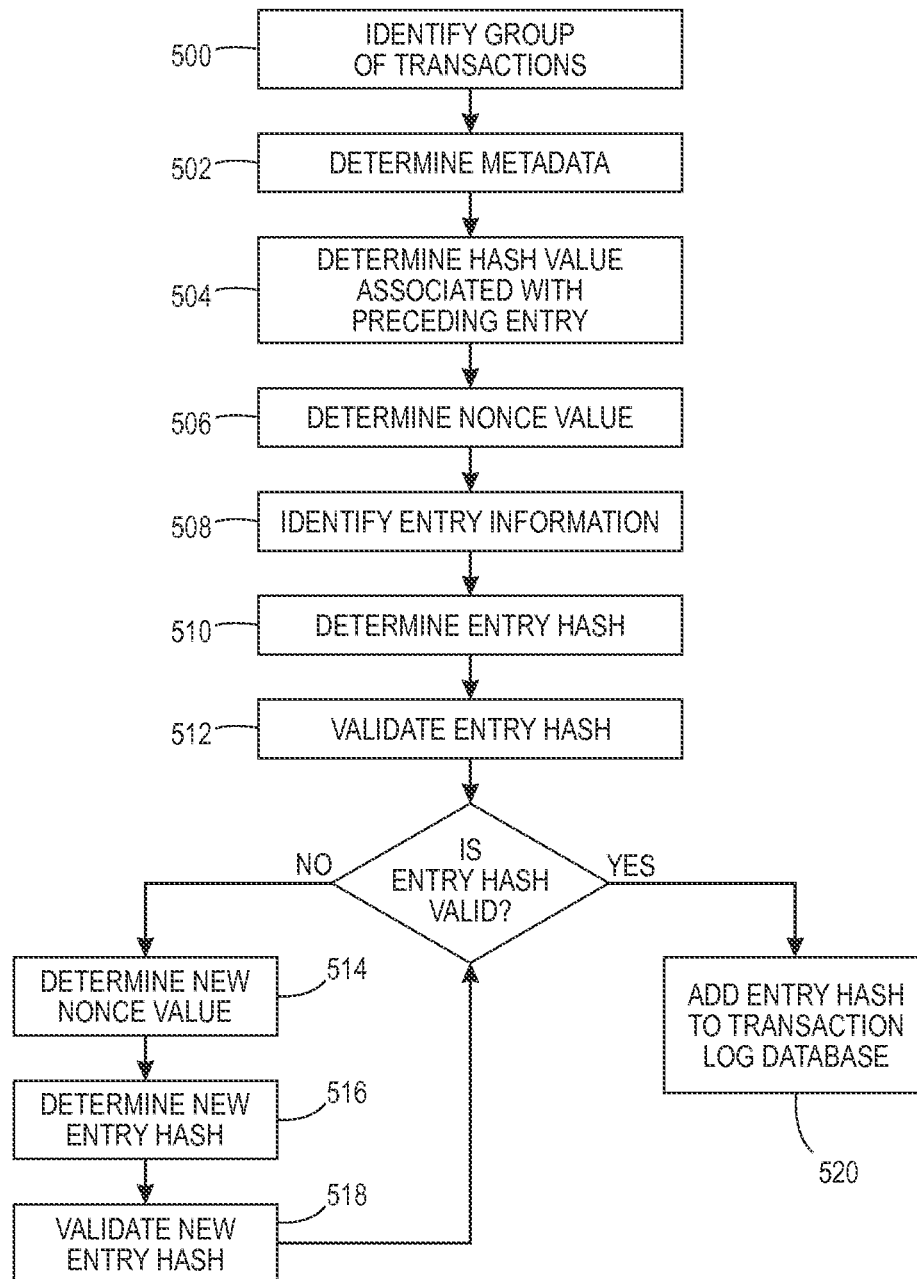 500
IDENTIFY GROUP
OF TRANSACTIONS
502
DETERMINE METADATA
504
DETERMINE HASH VALUE
ASSOCIATED WITH
PRECEDING ENTRY
506
DETERMINE NONCE VALUE
508
IDENTIFY ENTRY INFORMATION
510
DETERMINE ENTRY HASH
512
VALIDATE ENTRY HASH
NO
IS
ENTRY HASH
VALID?
YES
DETERMINE NEW
NONCE VALUE
514
DETERMINE NEW
ENTRY HASH
516
VALIDATE NEW
ENTRY HASH
518
ADD ENTRY HASH
TO TRANSACTION
LOG DATABASE
520